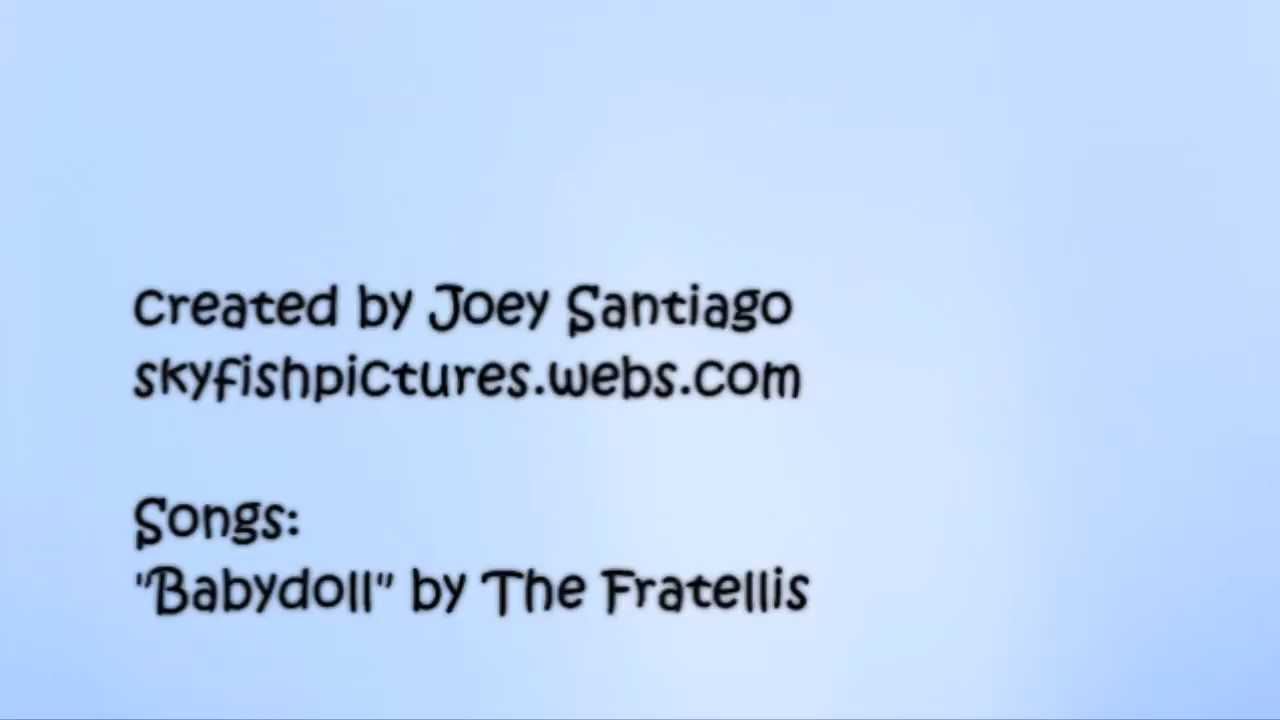 created by Joey Santiago
skyfishpictures.webs.com
Songs:
"Babydoll" by The Fratellis